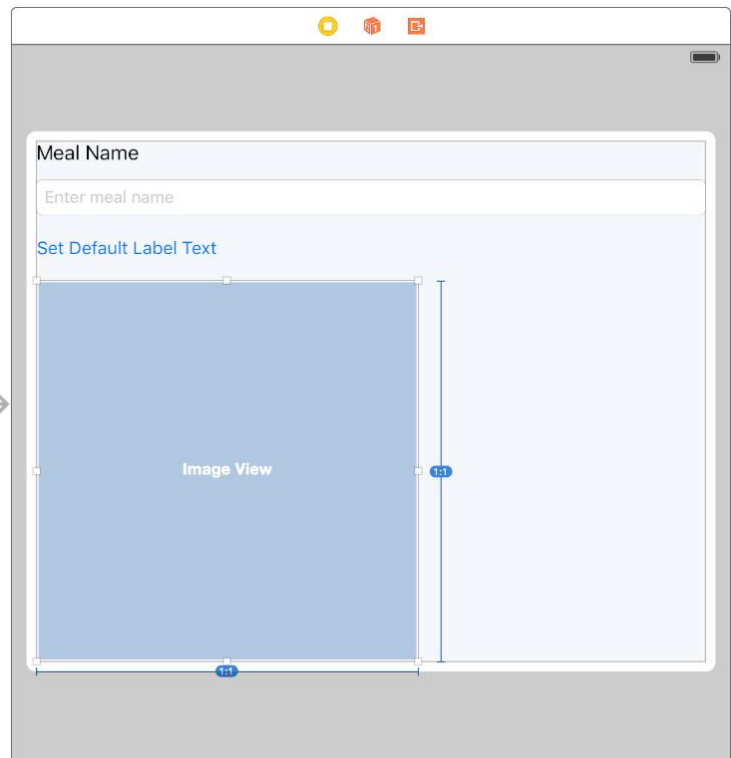 Meal Name
Enter meal name
Set Default Label Text
Image View
1:1
1:1